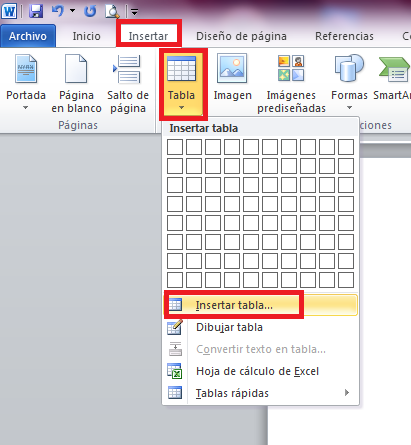 Archivo Inicio Insertar Diseño de página Referencias
Portada Página en blanco Salto de página Tabla Imagen Imágenes prediseñadas Formas SmartAr
Páginas
Insertar tabla
Insertar tabla...
Dibujar tabla
Convertir texto en tabla...
Hoja de cálculo de Excel
Tablas rápidas